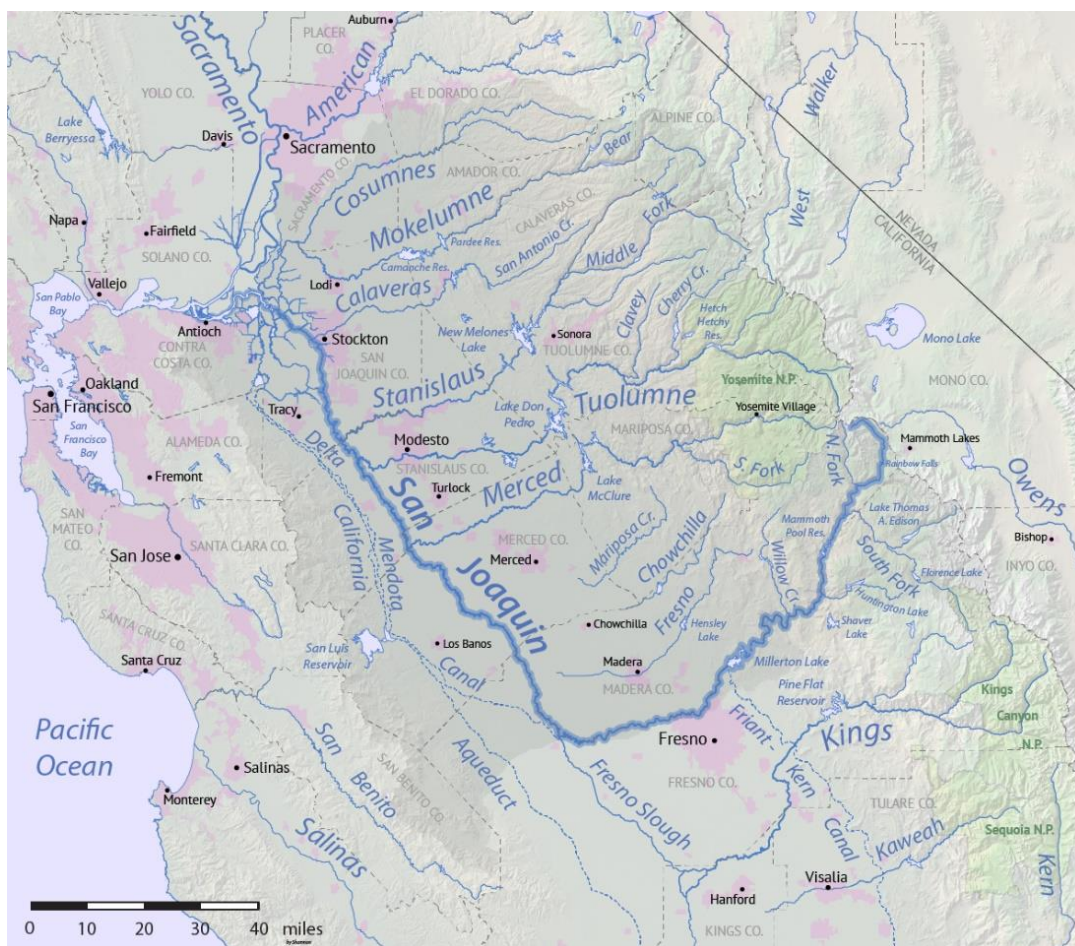 Auburn
PLACER
CO.
Sacramento
American
EL DORADO CO.
YOLO CO.
Lake
Berryessa
Davis
Sacramento
SACRAMENTO CO.
ALPINE CO.
Walker
West
NEVADA
CALIFORNIA
Cosumnes
AMADOR CO.
Bear
Mokelumne
CALAVERAS CO.
Fork
Napa
Fairfield
SOLANO CO.
Pardee Res.
San Antonio Cr.
Middle
Camanche Res.
Lodi
Calaveras
Vallejo
San Pablo
Bay
Antioch
CONTRA
COSTA CO.
Stockton
SAN
JOAQUIN CO.
New Melones
Lake
Sonora
TUOLUMNE CO.
Clavey
Cherry Cr.
Hetch
Hetchy
Res.
Mono Lake
MONO CO.
Oakland
San Francisco
San
Francisco
Bay
Tracy
Stanislaus
Lake Don
Pedro
Tuolumne
Yosemite N.P.
Yosemite Village
MARIPOSA CO.
ALAMEDA CO.
Delta
Modesto
STANISLAUS CO.
Mammoth Lakes
Rainbow Falls
N. Fork
S. Fork
Owens
Fremont
Turlock
Merced
Lake
McClure
San
Joaquin
SAN
MATEO
CO.
San Jose
SANTA CLARA CO.
California
Mendota
MERCED CO.
Merced
Mariposa Cr.
Chowchilla
Mammoth
Pool Res.
Lake Thomas
A. Edison
Bishop
INYO CO.
Willow Cr.
South Fork
Florence Lake
Huntington Lake
Shaver
Lake
Fresno
Hensley
Lake
Chowchilla
SANTA CRUZ CO.
Santa Cruz
San Luis
Reservoir
Los Banos
Canal
Madera
MADERA CO.
Millerton Lake
Pine Flat
Reservoir
Kings
Canyon
N.P.
Pacific
Ocean
San
Benito
SAN BENITO CO.
Aqueduct
Fresno Slough
Fresno
FRESNO CO.
Friant-
Kern
Canal
Kings
TULARE CO.
Salinas
Monterey
Salinas
Kaweah
Sequoia N.P.
Kern
Visalia
Hanford
KINGS CO.
0 10 20 30 40 miles
by Shannon